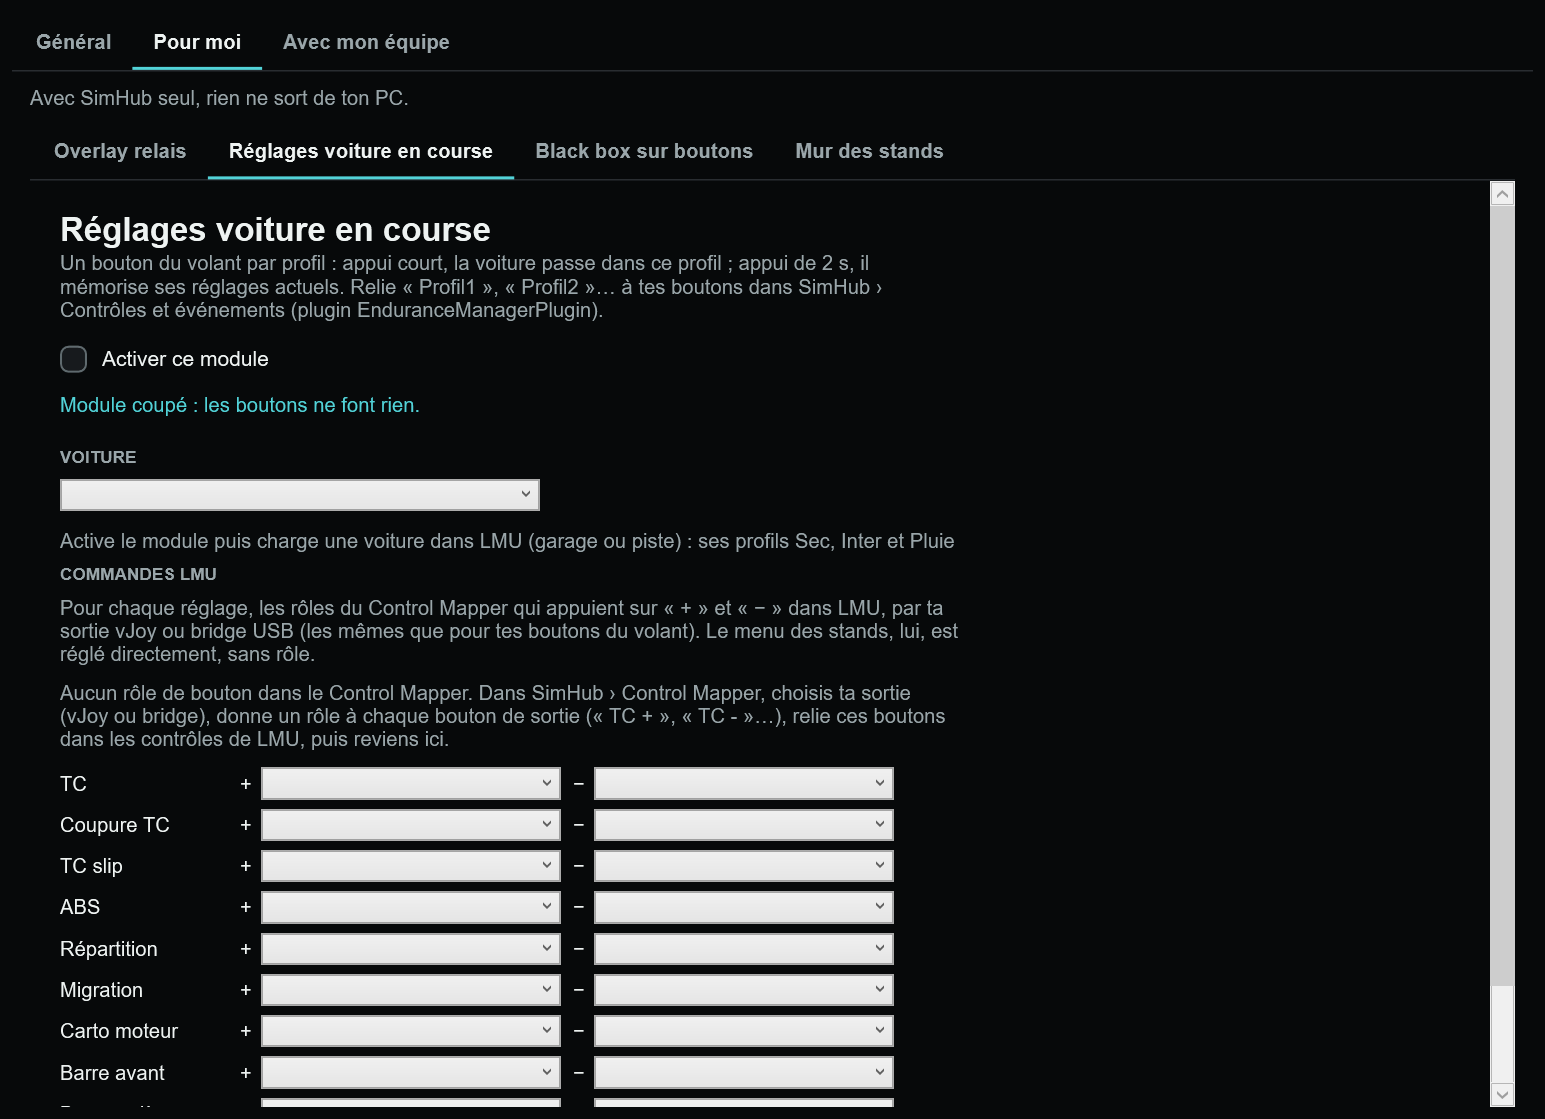 Général Pour moi Avec mon équipe
Avec SimHub seul, rien ne sort de ton PC.
Overlay relais Réglages voiture en course Black box sur boutons Mur des stands
Réglages voiture en course
Un bouton du volant par profil : appui court, la voiture passe dans ce profil ; appui de 2 s, il
mémorise ses réglages actuels. Relie « Profil1 », « Profil2 »… à tes boutons dans SimHub ›
Contrôles et événements (plugin EnduranceManagerPlugin).
Activer ce module
Module coupé : les boutons ne font rien.
VOITURE
Active le module puis charge une voiture dans LMU (garage ou piste) : ses profils Sec, Inter et Pluie
COMMANDES LMU
Pour chaque réglage, les rôles du Control Mapper qui appuient sur « + » et « − » dans LMU, par ta
sortie vJoy ou bridge USB (les mêmes que pour tes boutons du volant). Le menu des stands, lui, est
réglé directement, sans rôle.
Aucun rôle de bouton dans le Control Mapper. Dans SimHub › Control Mapper, choisis ta sortie
(vJoy ou bridge), donne un rôle à chaque bouton de sortie (« TC + », « TC - »…), relie ces boutons
dans les contrôles de LMU, puis reviens ici.
TC + −
Coupure TC + −
TC slip + −
ABS + −
Répartition + −
Migration + −
Carto moteur + −
Barre avant + −